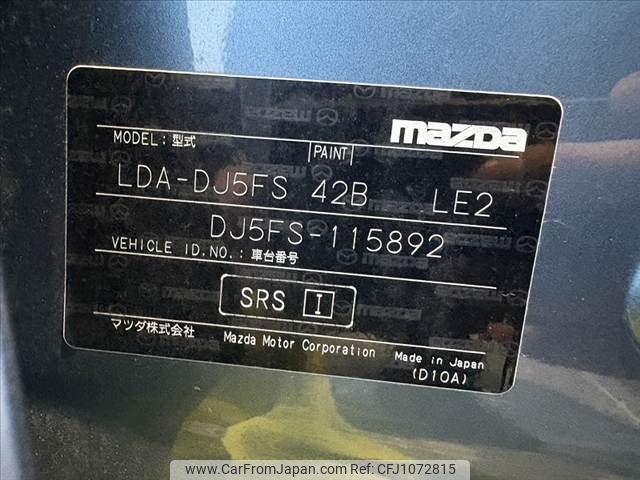 mazda
MODEL：型式 PAINT
LDA-DJ5FS 42B LE2
DJ5FS-115892
VEHICLE ID.NO.：車台番号
SRS I
マツダ株式会社 Mazda Motor Corporation Made in Japan
(D10A)
www.CarFromJapan.com - Ref No CFJ1072815